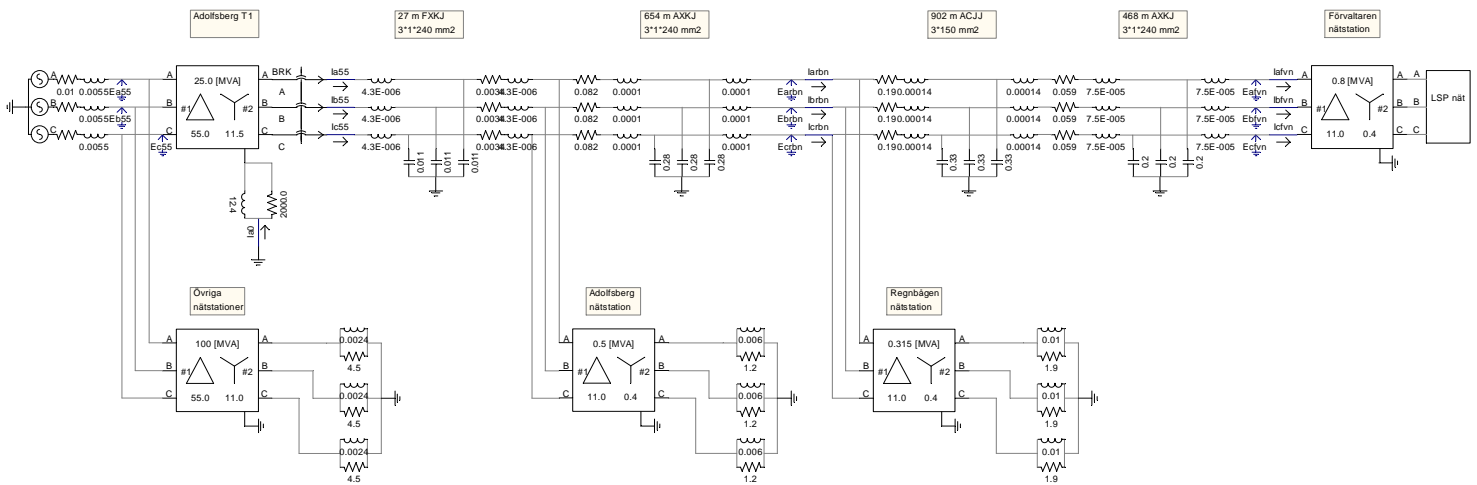 Adolfsberg T1
27 m FXKJ
3*1*240 mm2
654 m AXKJ
3*1*240 mm2
902 m ACJJ
3*150 mm2
468 m AXKJ
3*1*240 mm2
Förvaltaren
nätstation
A
0.01
0.0055
Ea55
A
25.0 [MVA]
A
BRK
Ia55
4.3E-006
4.3E-006
0.082
0.0001
0.0001
Earbn
Iarbn
0.19
0.00014
0.00014
0.059
7.5E-005
7.5E-005
Eafvn
Iafvn
A
0.8 [MVA]
A
A
LSP nät
B
0.0055
Eb55
B
#1
#2
B
A
Ib55
4.3E-006
4.3E-006
0.082
0.0001
0.0001
Ebrbn
Ibrbn
0.19
0.00014
0.00014
0.059
7.5E-005
7.5E-005
Ebfvn
Ibfvn
B
#1
#2
B
B
C
0.0055
Ec55
C
55.0
11.5
C
B
C
Ic55
4.3E-006
4.3E-006
0.082
0.0001
0.0001
Ecrbn
Icrbn
0.19
0.00014
0.00014
0.059
7.5E-005
7.5E-005
Ecfvn
Icfvn
C
11.0
0.4
C
C
0.011
0.011
0.011
0.28
0.28
0.28
0.33
0.33
0.33
0.2
0.2
0.2
12.4
2000.0
Ia0
Övriga
nätstationer
Adolfsberg
nätstation
Regnbågen
nätstation
A
100 [MVA]
A
0.0024
4.5
B
#1
#2
B
0.0024
4.5
C
55.0
11.0
C
0.0024
4.5
A
0.5 [MVA]
A
0.006
1.2
B
#1
#2
B
0.006
1.2
C
11.0
0.4
C
0.006
1.2
A
0.315 [MVA]
A
0.01
1.9
B
#1
#2
B
0.01
1.9
C
11.0
0.4
C
0.01
1.9